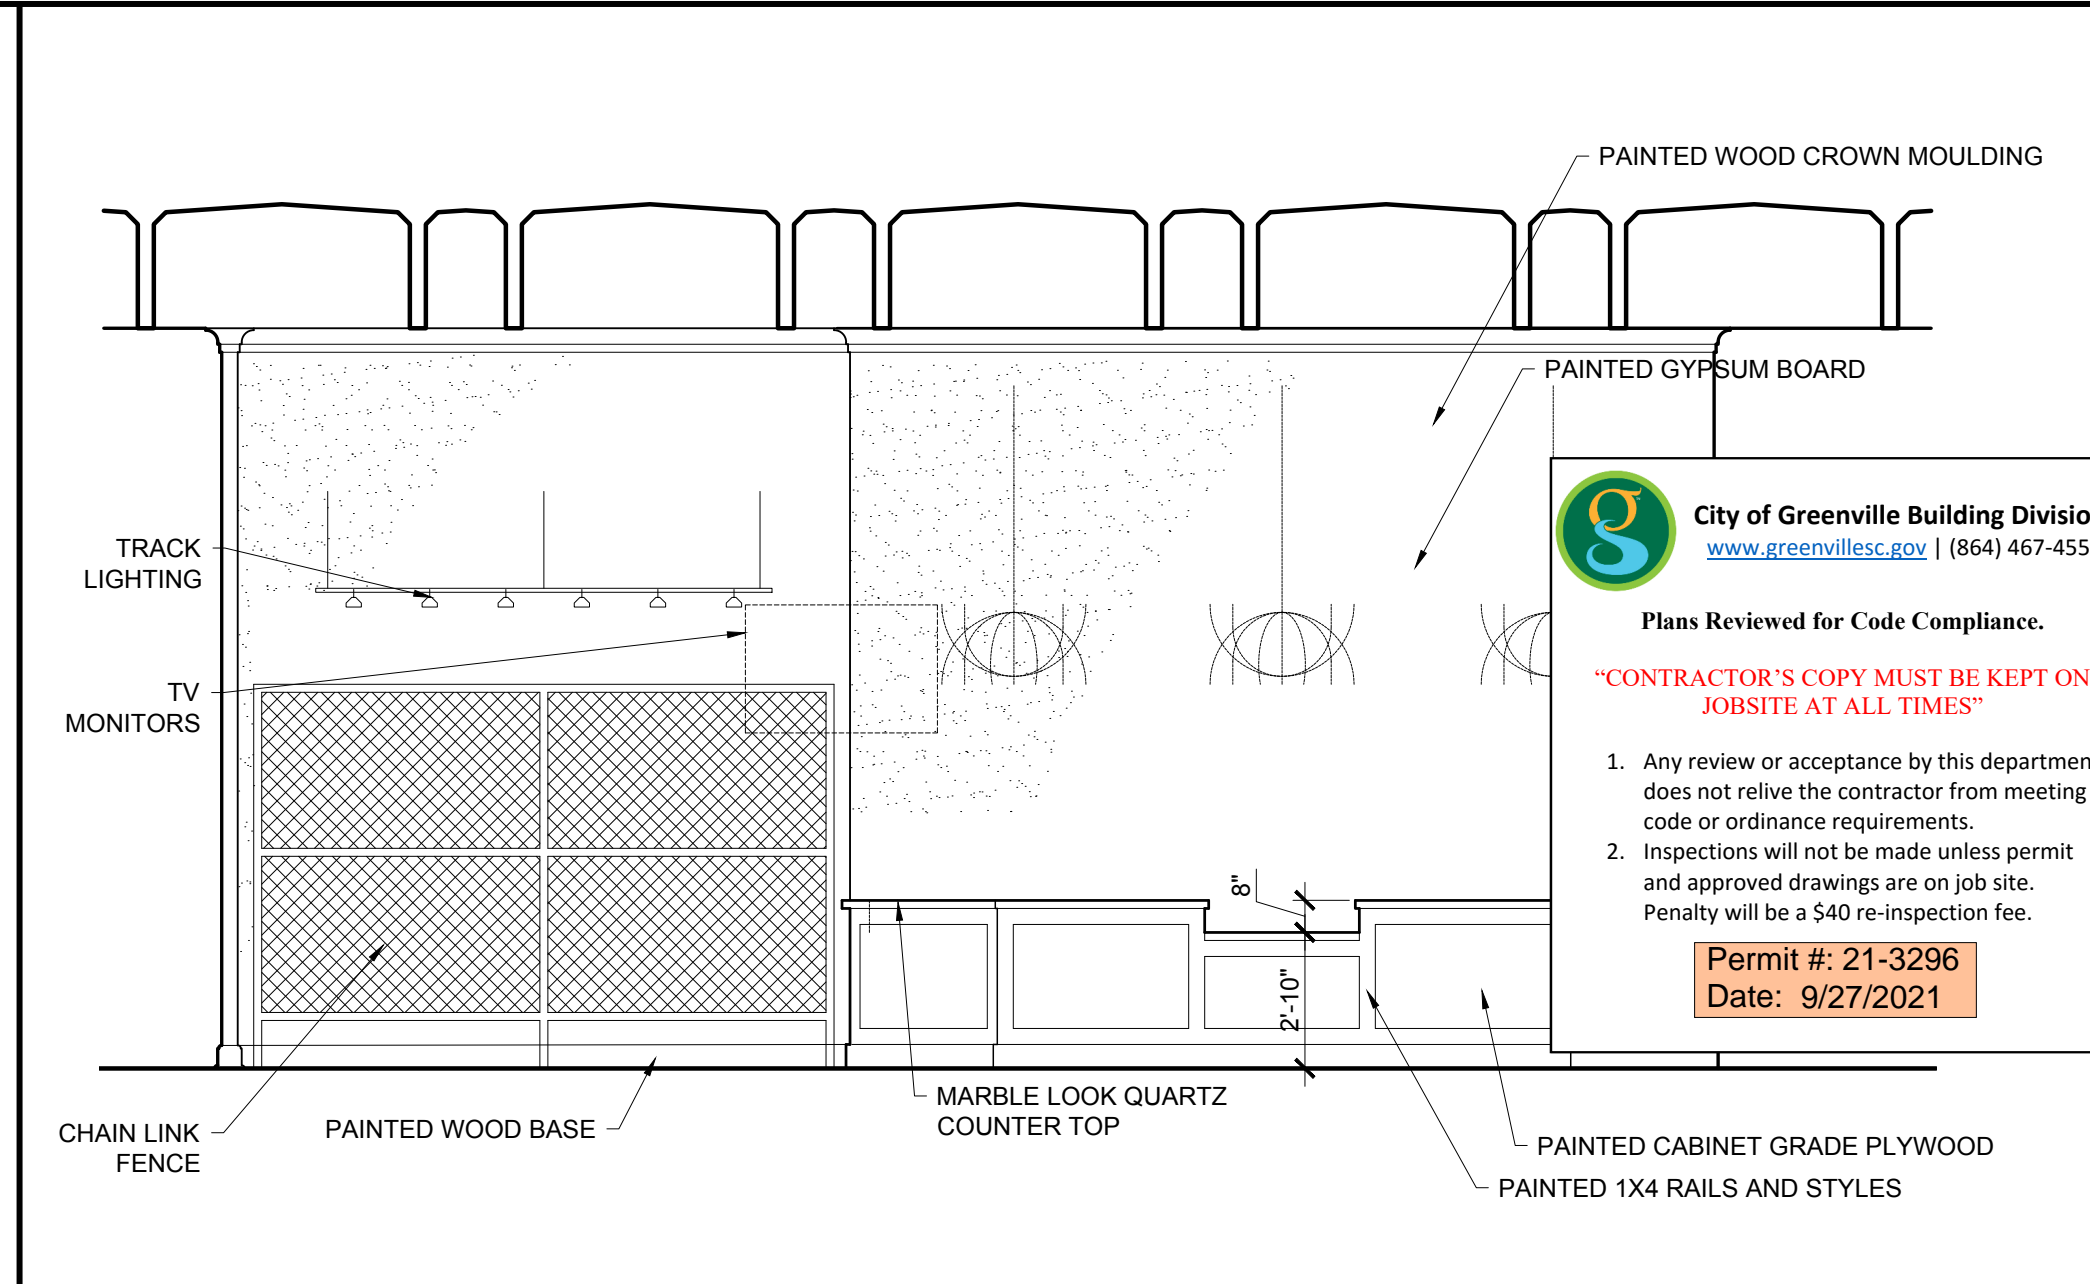 PAINTED WOOD CROWN MOULDING
PAINTED GYPSUM BOARD
TRACK
LIGHTING
TV
MONITORS
City of Greenville Building Divisio
www.greenvillesc.gov | (864) 467-455
Plans Reviewed for Code Compliance.
“CONTRACTOR’S COPY MUST BE KEPT ON
JOBSITE AT ALL TIMES”
1. Any review or acceptance by this departmen
does not relive the contractor from meeting
code or ordinance requirements.
2. Inspections will not be made unless permit
and approved drawings are on job site.
Penalty will be a $40 re-inspection fee.
Permit #: 21-3296
Date: 9/27/2021
8"
2'-10"
MARBLE LOOK QUARTZ
COUNTER TOP
CHAIN LINK
FENCE
PAINTED WOOD BASE
PAINTED CABINET GRADE PLYWOOD
PAINTED 1X4 RAILS AND STYLES